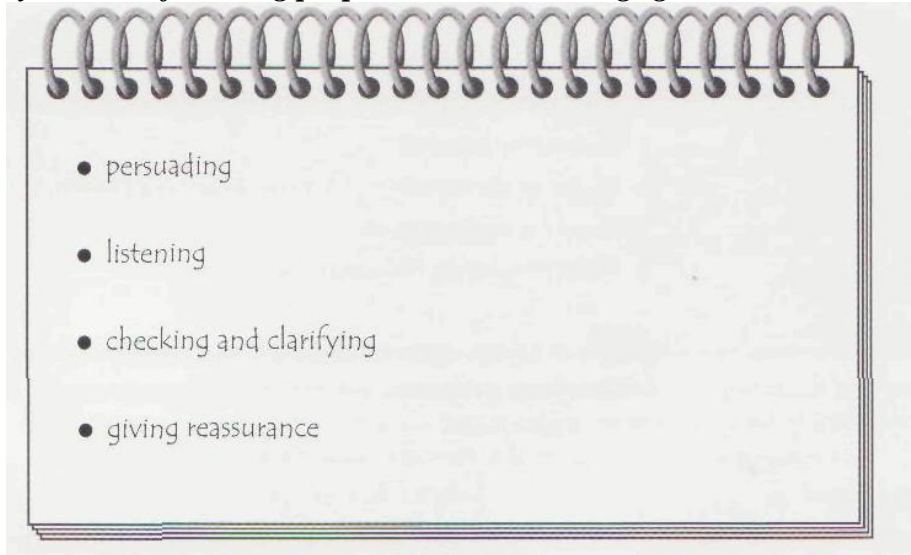 • persuading
• listening
• checking and clarifying
• giving reassurance